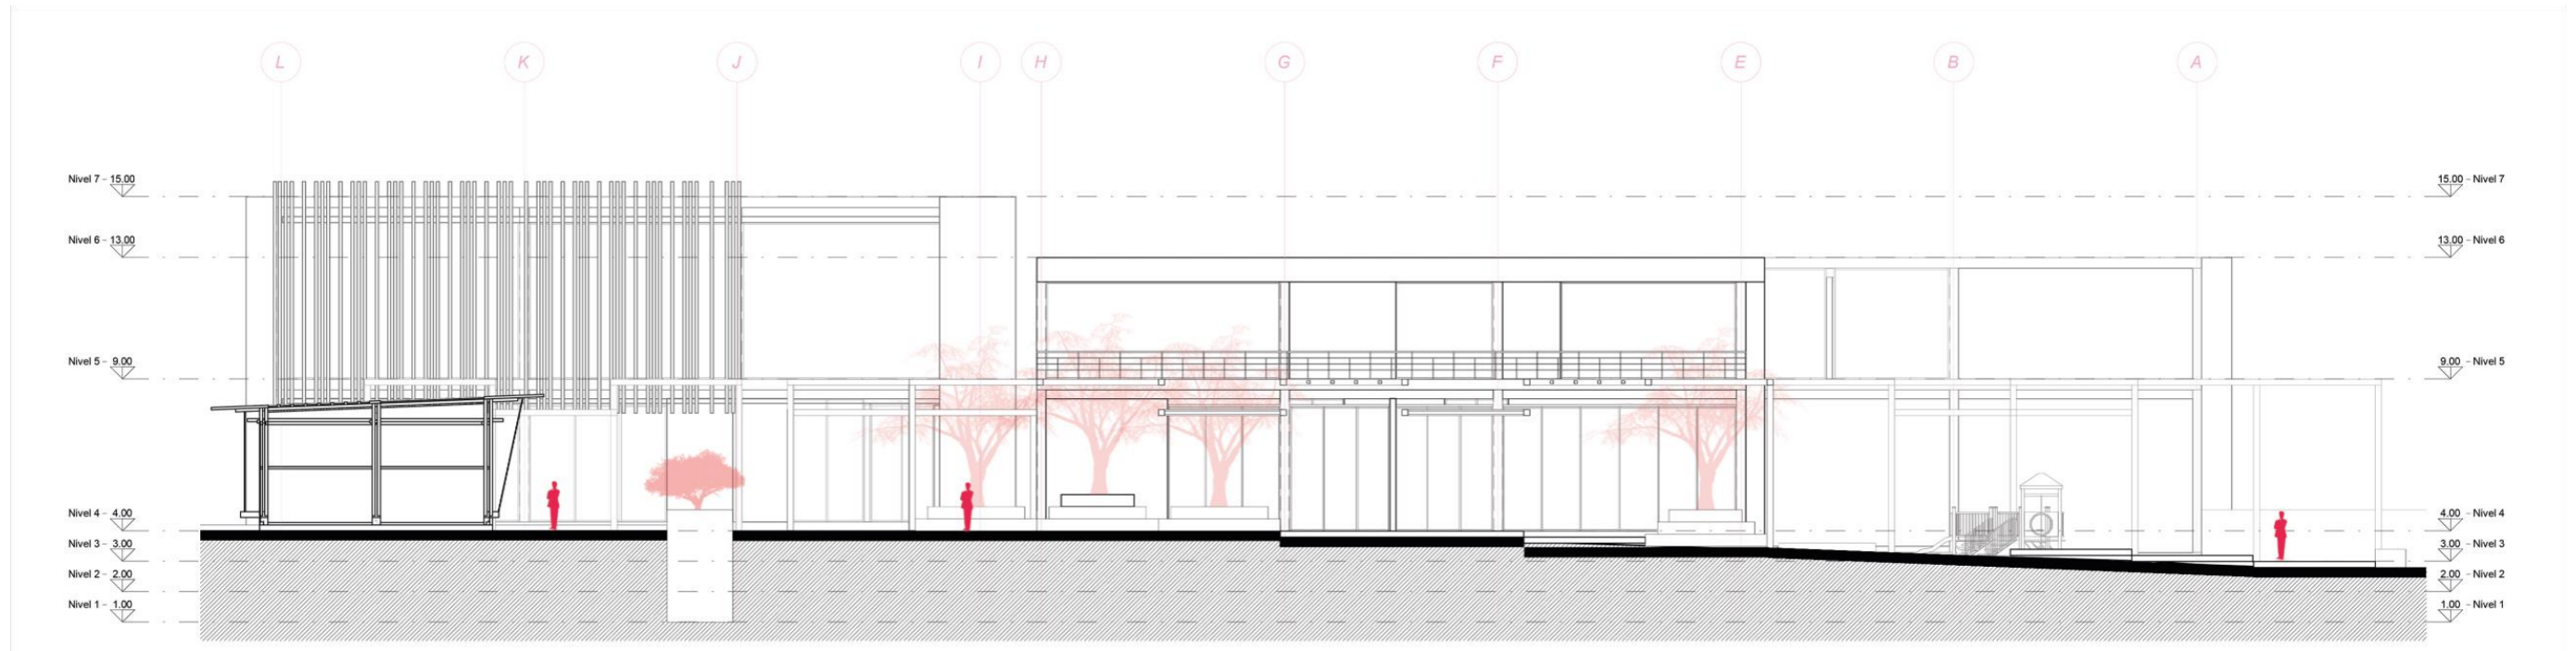 L K J I H G F E B A
Nivel 7 - 15.00
15.00 - Nivel 7
Nivel 6 - 13.00
13.00 - Nivel 6
Nivel 5 - 9.00
9.00 - Nivel 5
Nivel 4 - 4.00
4.00 - Nivel 4
Nivel 3 - 3.00
3.00 - Nivel 3
Nivel 2 - 2.00
2.00 - Nivel 2
Nivel 1 - 1.00
1.00 - Nivel 1